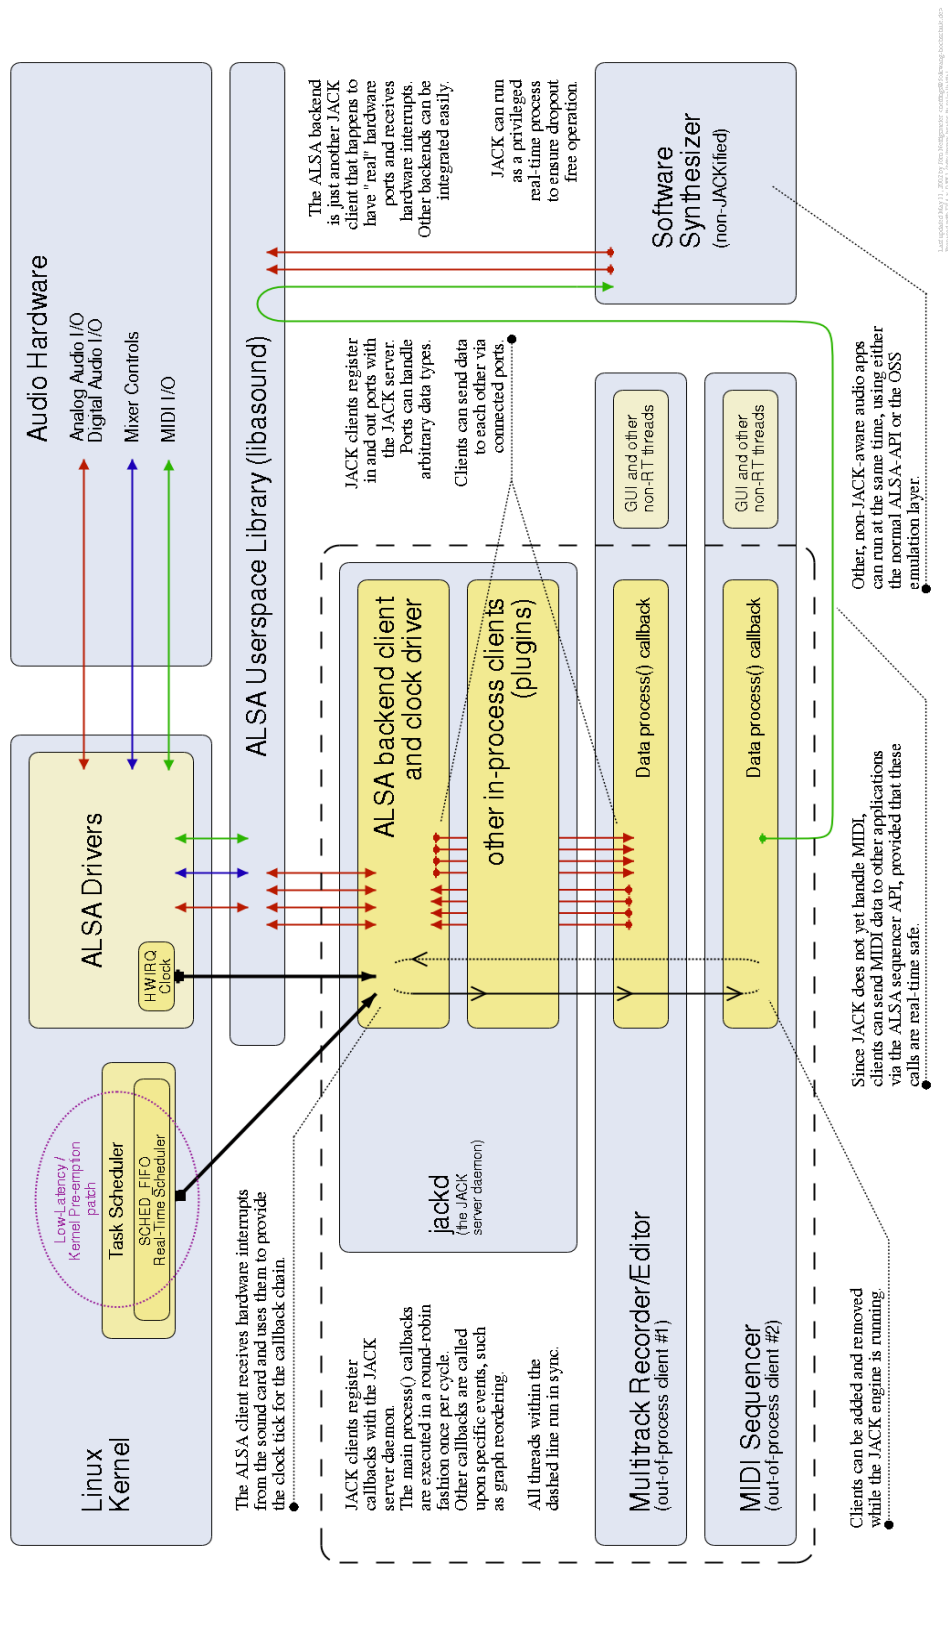 Linux
Kernel
Low-Latency /
Kernel Pre-emption
patch
Task Scheduler
SCHED_FIFO
Real-Time Scheduler
ALSA Drivers
HWIRQ
Clock
Audio Hardware
Analog Audio I/O
Digital Audio I/O
Mixer Controls
MIDI I/O
ALSA Userspace Library (libasound)
The ALSA client receives hardware interrupts
from the sound card and uses them to provide
the clock tick for the callback chain.
The ALSA backend
is just another JACK
client that happens to
have "real" hardware
ports and receives
hardware interrupts.
Other backends can be
integrated easily.
JACK can run
as a privileged
real-time process
to ensure dropout
free operation.
JACK clients register
in and out ports with
the JACK server.
Ports can handle
arbitrary data types.
Clients can send data
to each other via
connected ports.
JACK clients register
callbacks with the JACK
server daemon.
The main process() callbacks
are executed in a round-robin
fashion once per cycle.
Other callbacks are called
upon specific events, such
as graph reordering.
All threads within the
dashed line run in sync.
jackd
(the JACK
server daemon)
ALSA backend client
and clock driver
other in-process clients
(plugins)
Multitrack Recorder/Editor
(out-of-process client #1)
Data process() callback
GUI and other
non-RT threads
MIDI Sequencer
(out-of-process client #2)
Data process() callback
GUI and other
non-RT threads
Software
Synthesizer
(non-JACKified)
Clients can be added and removed
while the JACK engine is running.
Since JACK does not yet handle MIDI,
clients can send MIDI data to other applications
via the ALSA sequencer API, provided that these
calls are real-time safe.
Other, non-JACK-aware audio apps
can run at the same time, using either
the normal ALSA-API or the OSS
emulation layer.